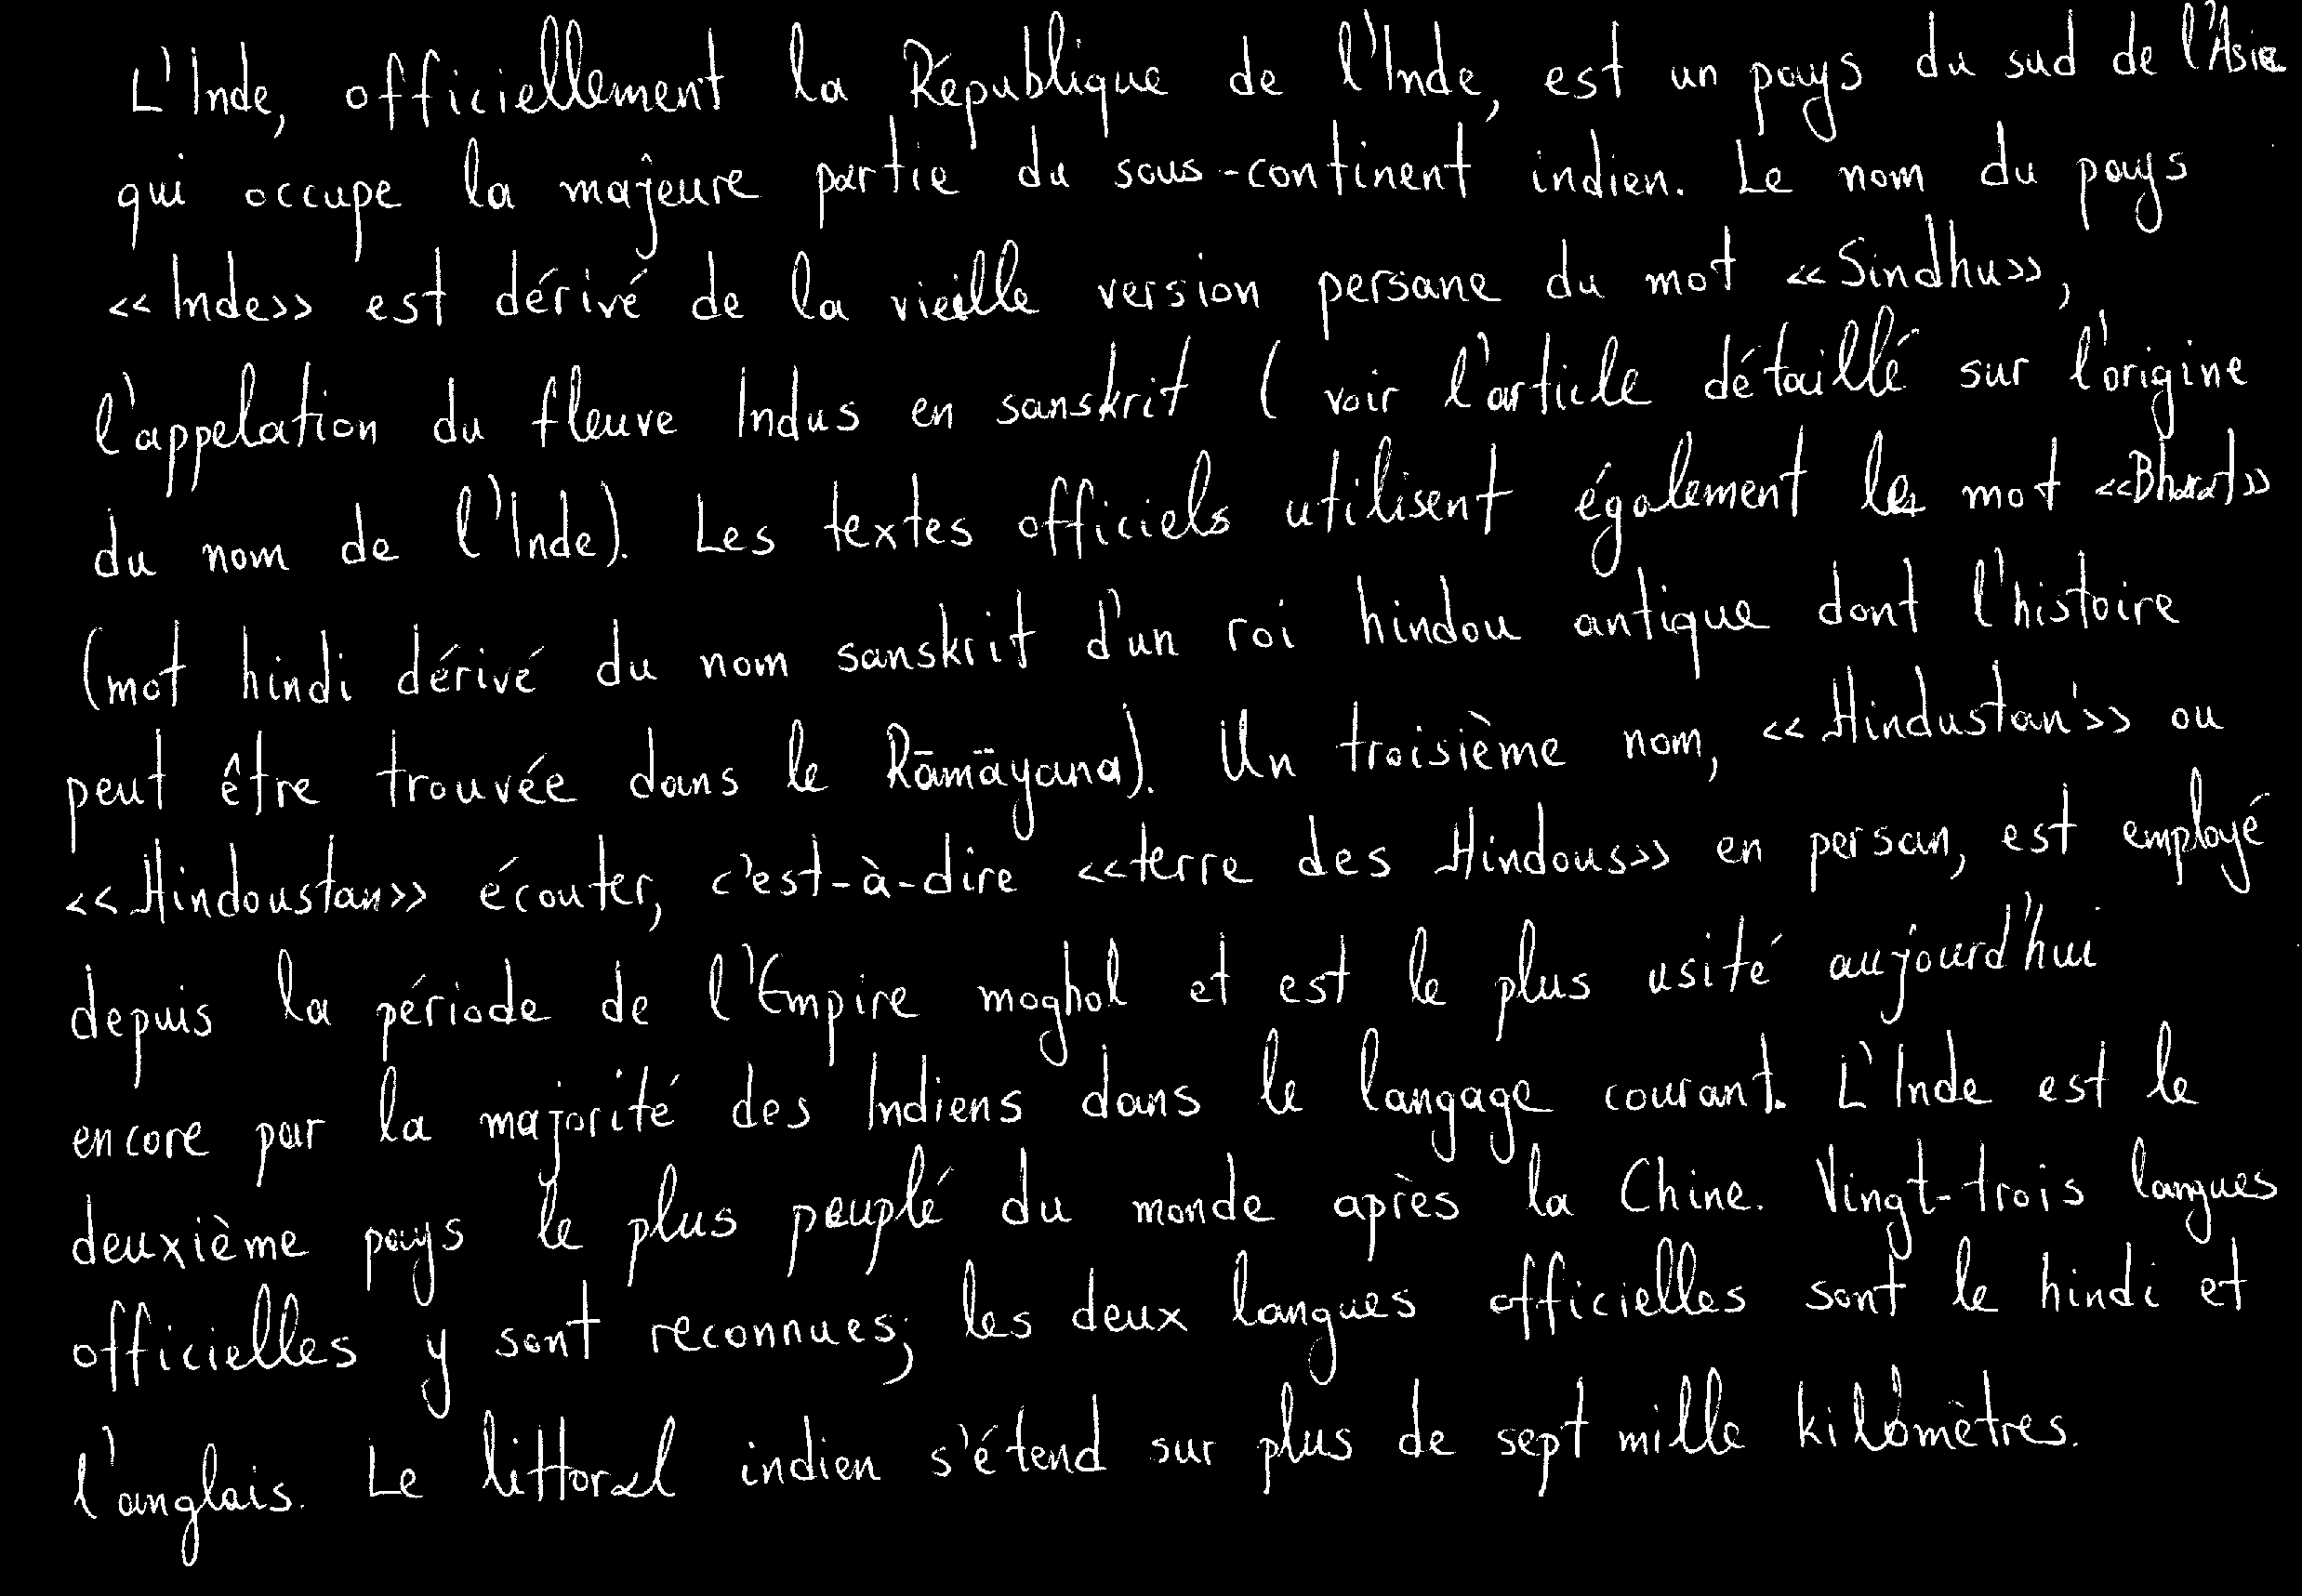 L'Inde, officiellement la République de l'Inde, est un pays du sud de l'Asie
qui occupe la majeure partie du sous-continent indien. Le nom du pays
«Inde» est dérivé de la vieille version persane du mot «Sindhu»,
l'appelation du fleuve Indus en sanskrit ( voir l'article détaillé sur l'origine
du nom de l'Inde). Les textes officiels utilisent également le mot «Bharat»
(mot hindi dérivé du nom sanskrit d'un roi hindou antique dont l'histoire
peut être trouvée dans le Rāmäyana). Un troisième nom, «Hindustan» ou
«Hindoustan» écouter, c'est-à-dire «terre des Hindous» en persan, est employé
depuis la période de l'Empire moghol et est le plus usité aujourd'hui
encore par la majorité des Indiens dans le langage courant. L'Inde est le
deuxième pays le plus peuplé du monde après la Chine. Vingt-trois langues
officielles y sont reconnues; les deux langues officielles sont le hindi et
l'anglais. Le littoral indien s'étend sur plus de sept mille kilomètres.